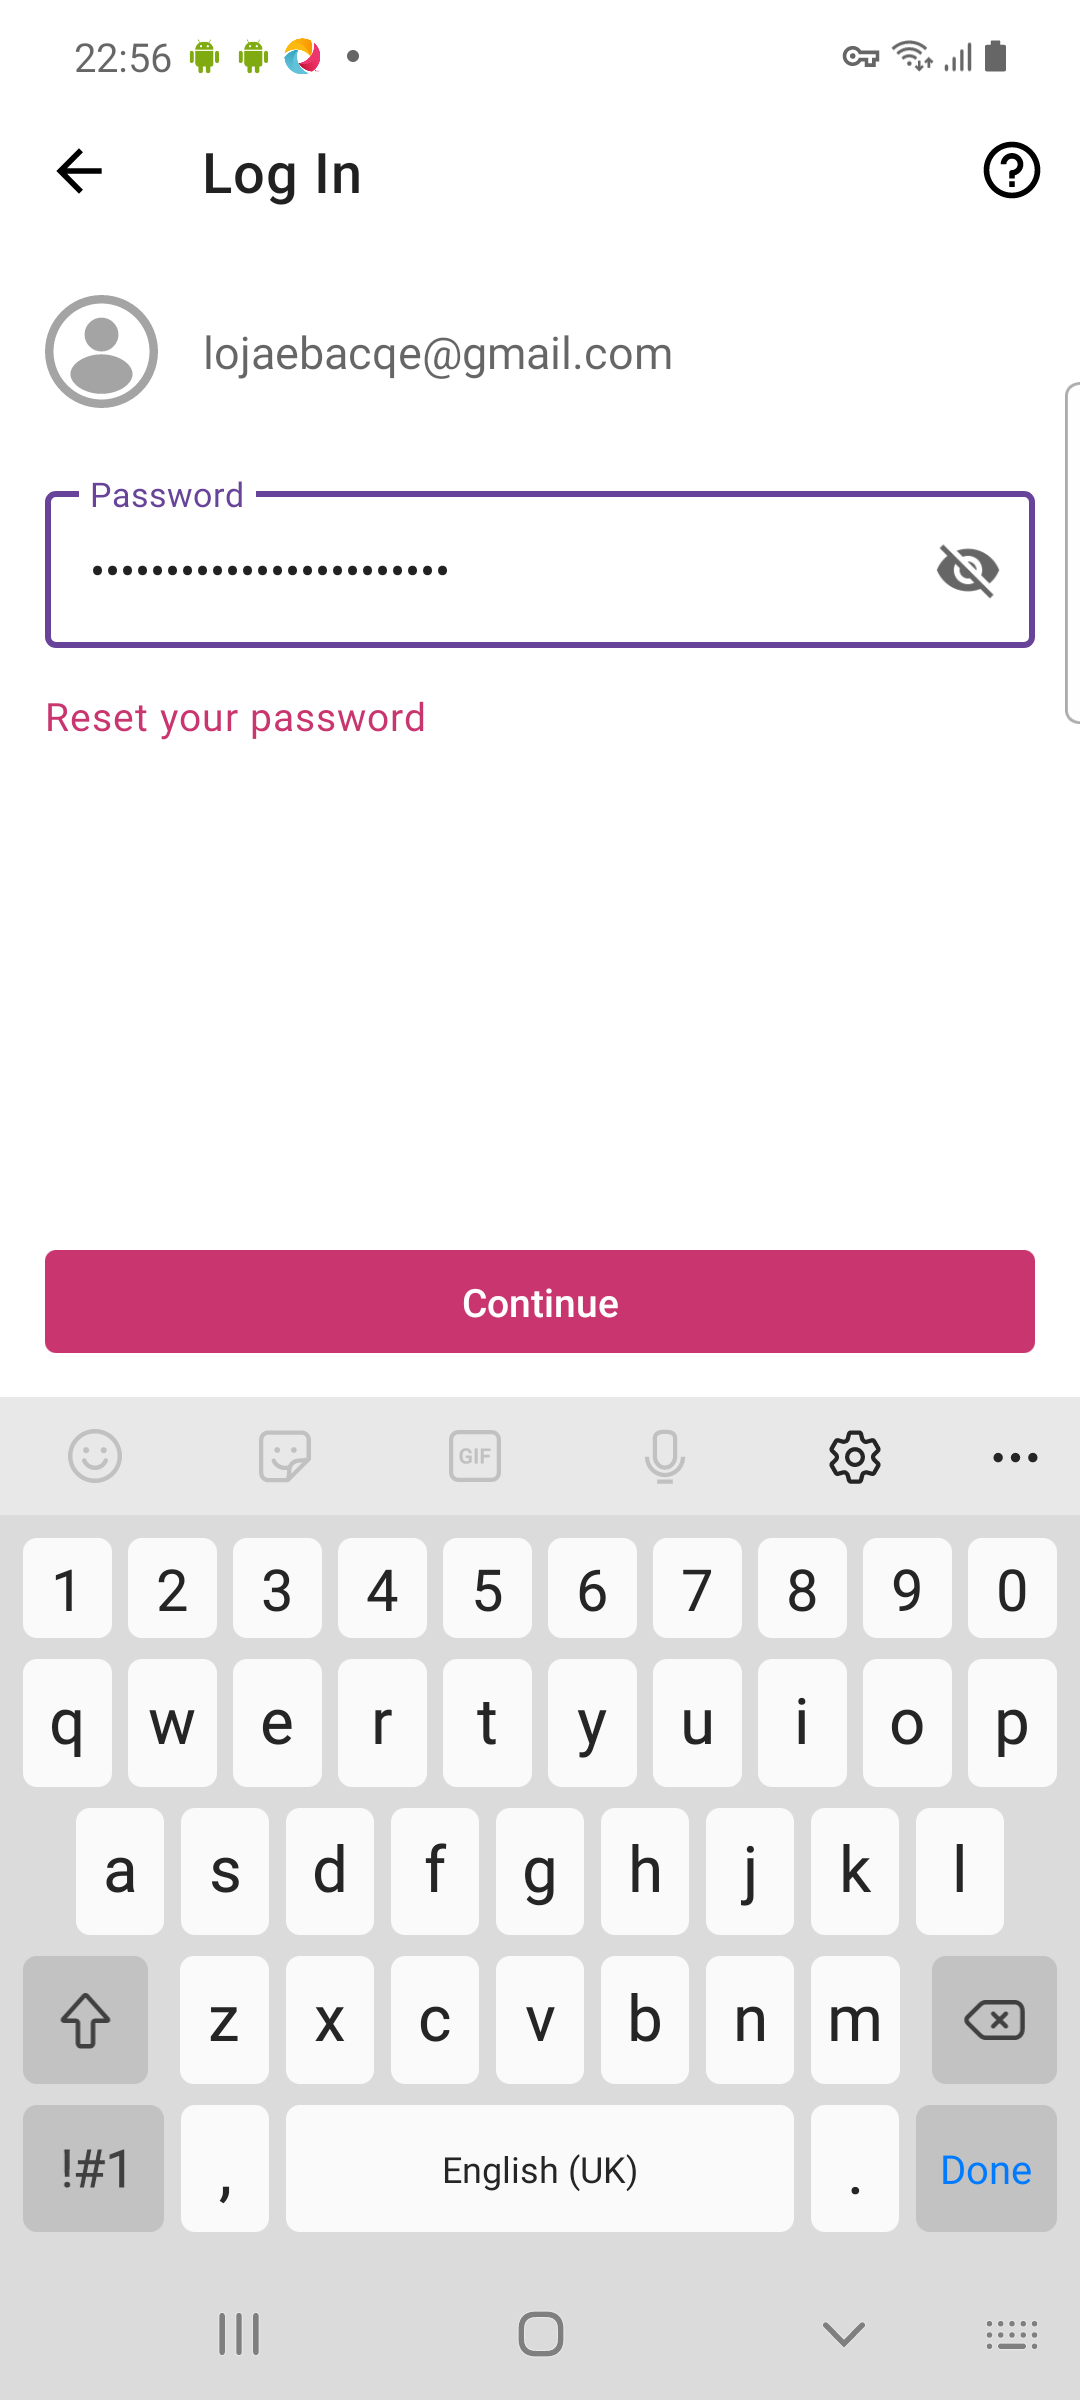 22:56
Log In
lojaebacqe@gmail.com
Password
••••••••••••••••••••••••
Reset your password
Continue
GIF
1 2 3 4 5 6 7 8 9 0
q w e r t y u i o p
a s d f g h j k l
z x c v b n m
!#1 , English (UK) . Done